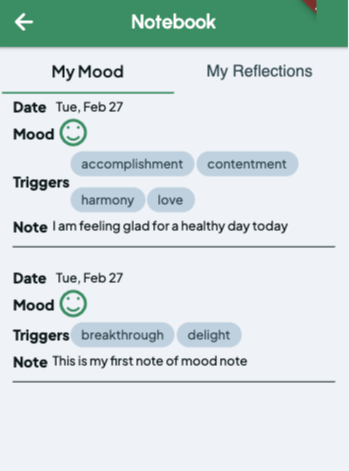 Notebook
My Mood My Reflections
Date Tue, Feb 27
Mood
accomplishment contentment
Triggers
harmony love
Note I am feeling glad for a healthy day today
Date Tue, Feb 27
Mood
Triggers breakthrough delight
Note This is my first note of mood note